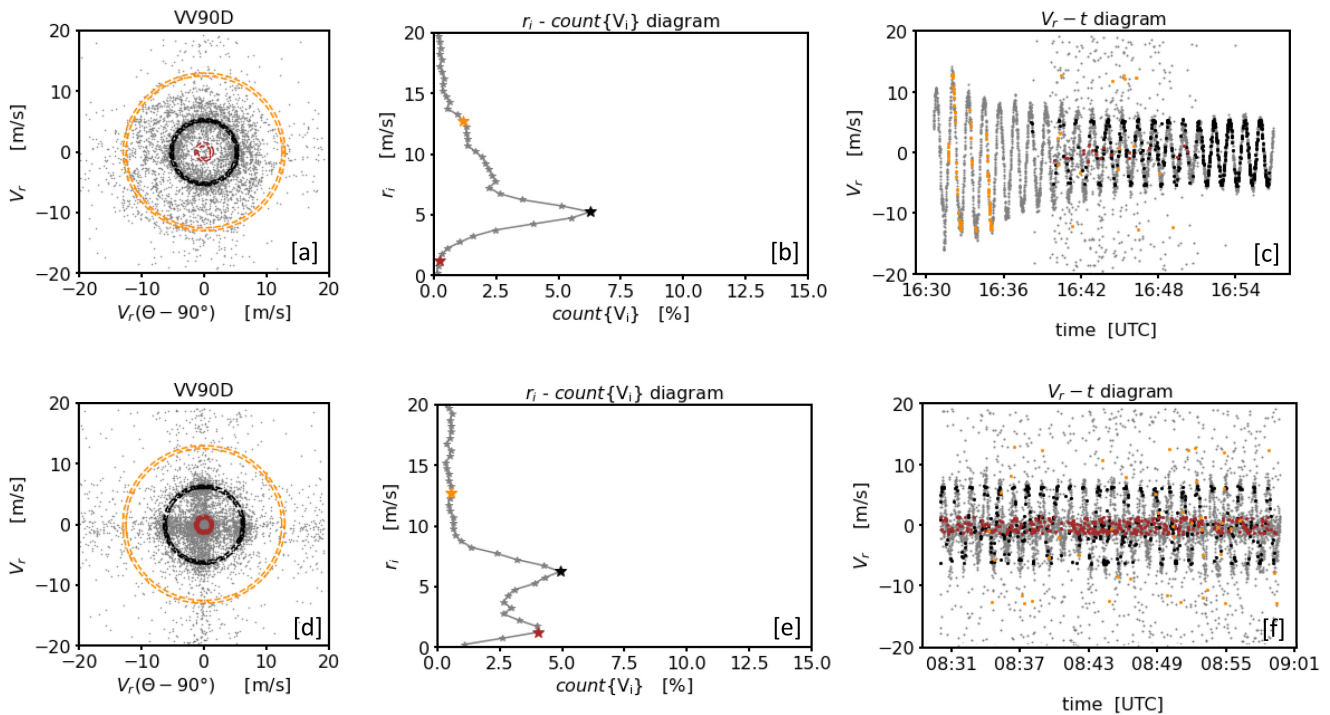 VV90D
r_i - count{V_i} diagram
V_r − t diagram
20
10
0
−10
−20
V_r [m/s]
−20 −10 0 10 20
V_r(Θ − 90°) [m/s]
[a]
20
15
10
5
0
r_i [m/s]
0.0 2.5 5.0 7.5 10.0 12.5 15.0
count{V_i} [%]
[b]
20
10
0
−10
−20
V_r [m/s]
16:30 16:36 16:42 16:48 16:54
time [UTC]
[c]
VV90D
r_i - count{V_i} diagram
V_r − t diagram
20
10
0
−10
−20
V_r [m/s]
−20 −10 0 10 20
V_r(Θ − 90°) [m/s]
[d]
20
15
10
5
0
r_i [m/s]
0.0 2.5 5.0 7.5 10.0 12.5 15.0
count{V_i} [%]
[e]
20
10
0
−10
−20
V_r [m/s]
08:31 08:37 08:43 08:49 08:55 09:01
time [UTC]
[f]